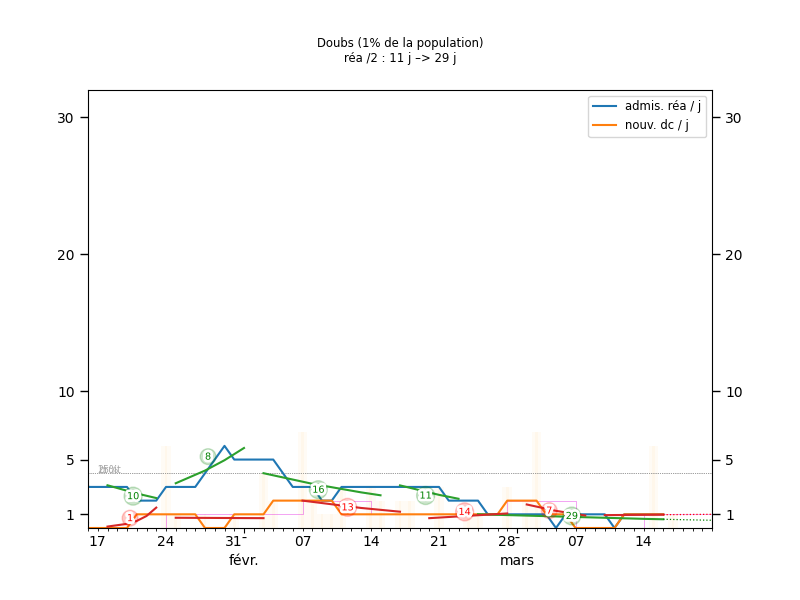 Doubs (1% de la population)
réa /2 : 11 j –> 29 j
admis. réa / j
nouv. dc / j
30 30
20 20
10 10
5 5
1 1
8
10
16
11
1
13
14
7
29
17 24 31 07 14 21 28 07 14
févr. mars